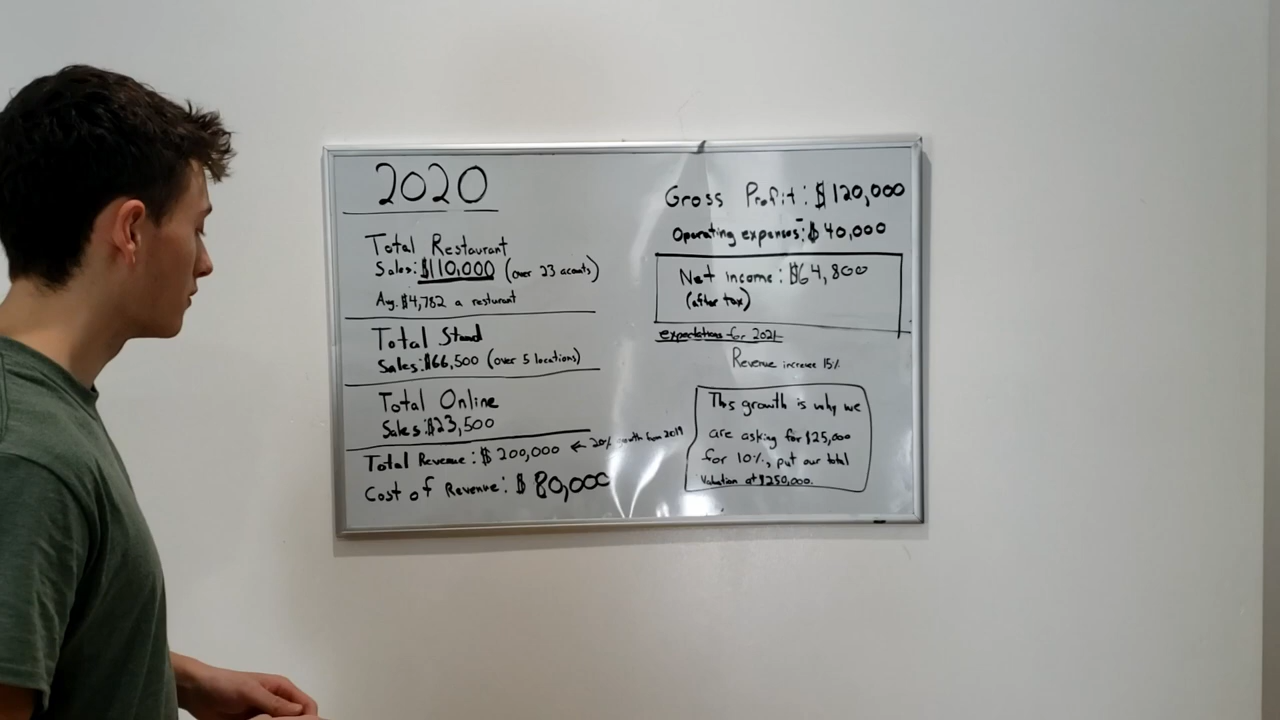 2020
Total Restaurant
Sales: $110,000 (over 23 acounts)
Avg. $4,782 a resturant
Total Stand
Sales: $66,500 (over 5 locations)
Total Online
Sales: $23,500
Total Revenue: $200,000 ← 20% growth from 2019
Cost of Revenue: $80,000
Gross Profit: $120,000
Operating expenses: $40,000
Net income: $64,800
(after tax)
expectations for 2021
Revenue increase 15%
This growth is why we
are asking for $25,000
for 10%, put our total
Valuation at $250,000.